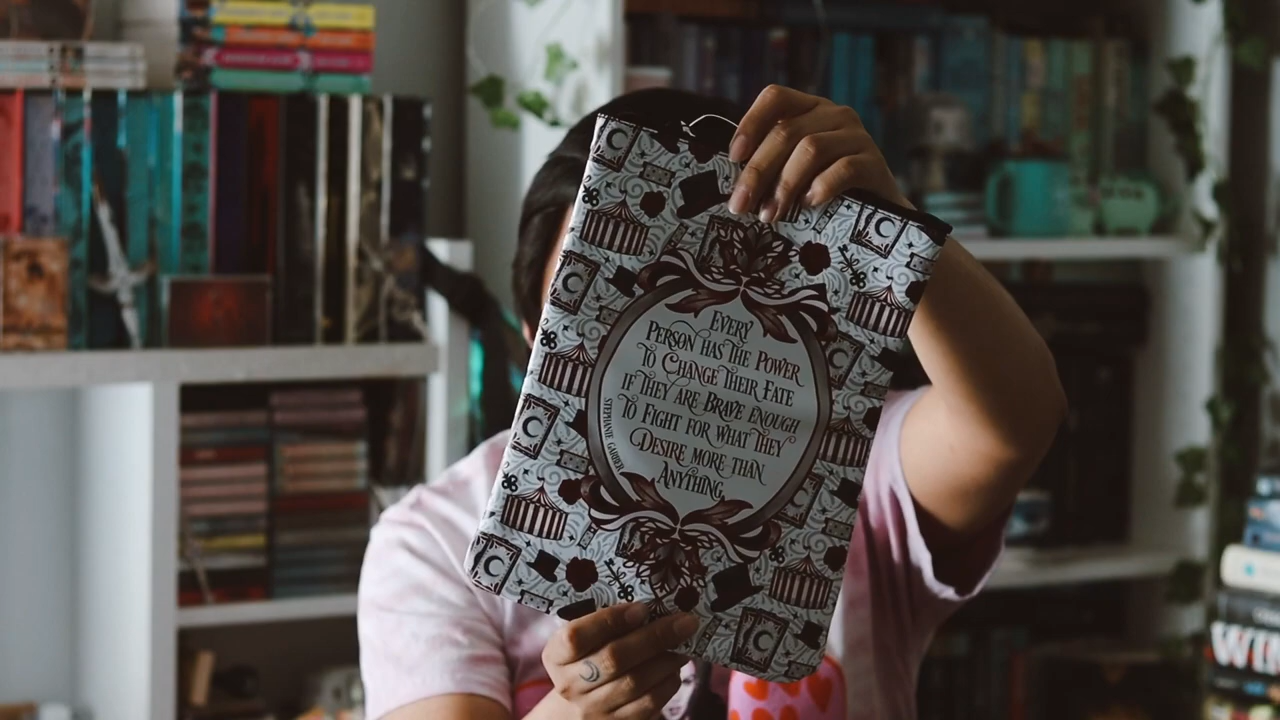 EVERY
PERSON HAS THE POWER
TO CHANGE THEIR FATE
IF THEY ARE BRAVE ENOUGH
TO FIGHT FOR WHAT THEY
DESIRE MORE THAN
ANYTHING.
STEPHANIE GARBER
WIN